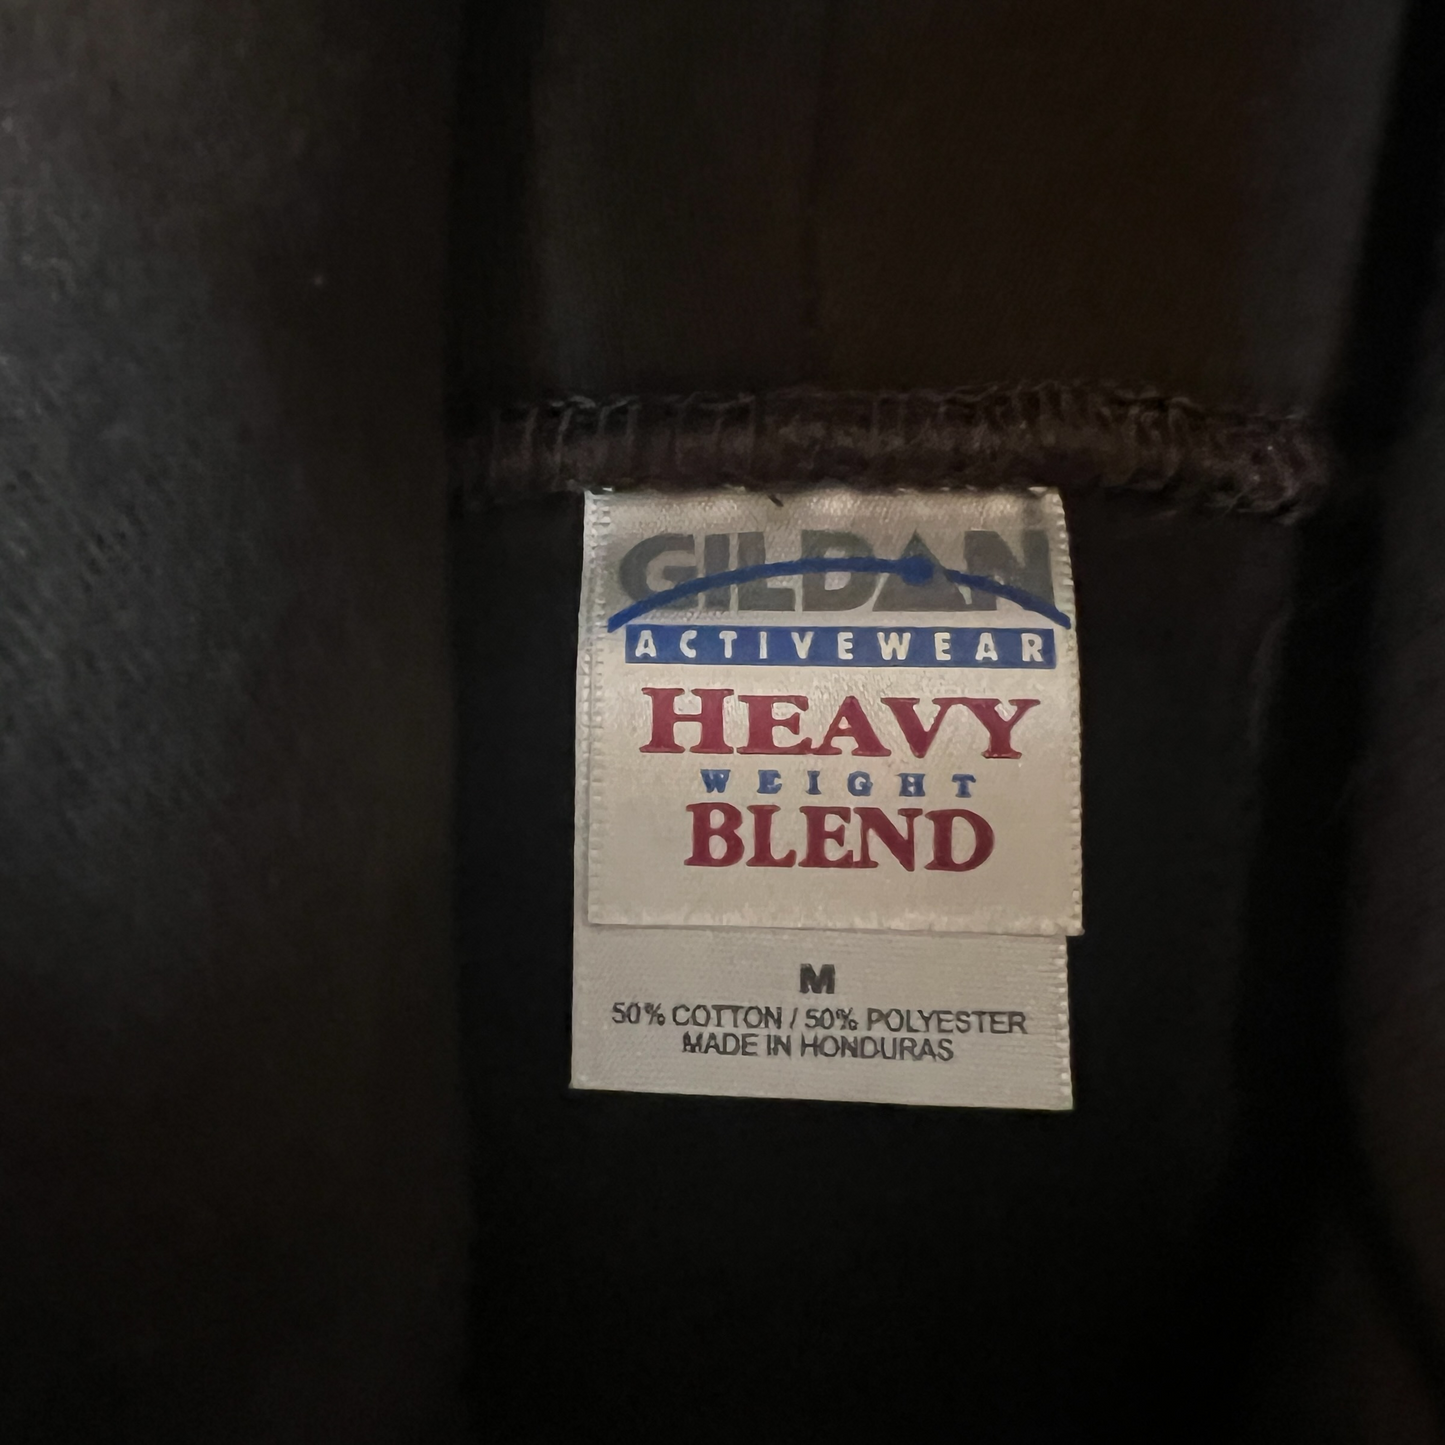 GILDAN
ACTIVEWEAR
HEAVY
WEIGHT
BLEND
M
50% COTTON / 50% POLYESTER
MADE IN HONDURAS